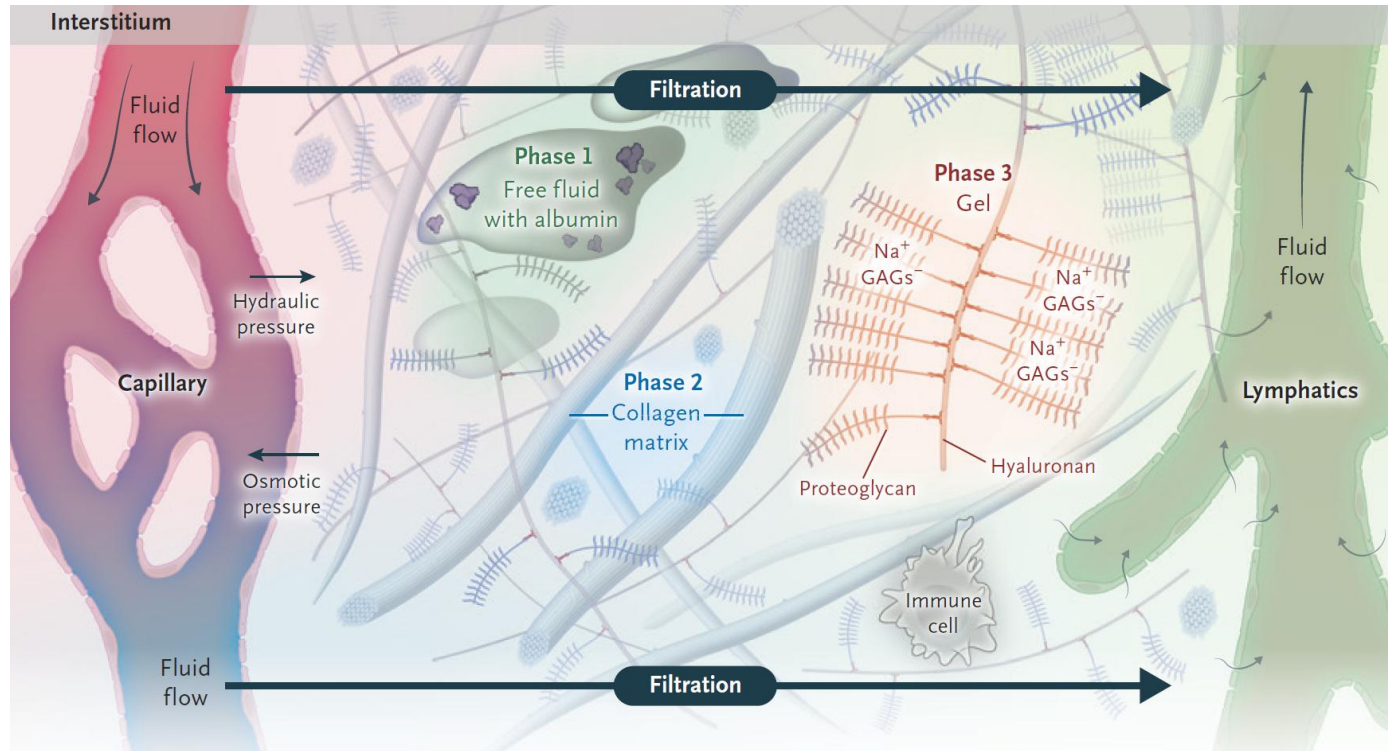 Interstitium
Fluid
flow
Filtration
Phase 1
Free fluid
with albumin
Phase 3
Gel
Na⁺
GAGs⁻
Na⁺
GAGs⁻
Na⁺
GAGs⁻
Fluid
flow
Hydraulic
pressure
Capillary
Phase 2
Collagen
matrix
Lymphatics
Osmotic
pressure
Proteoglycan
Hyaluronan
Immune
cell
Fluid
flow
Filtration